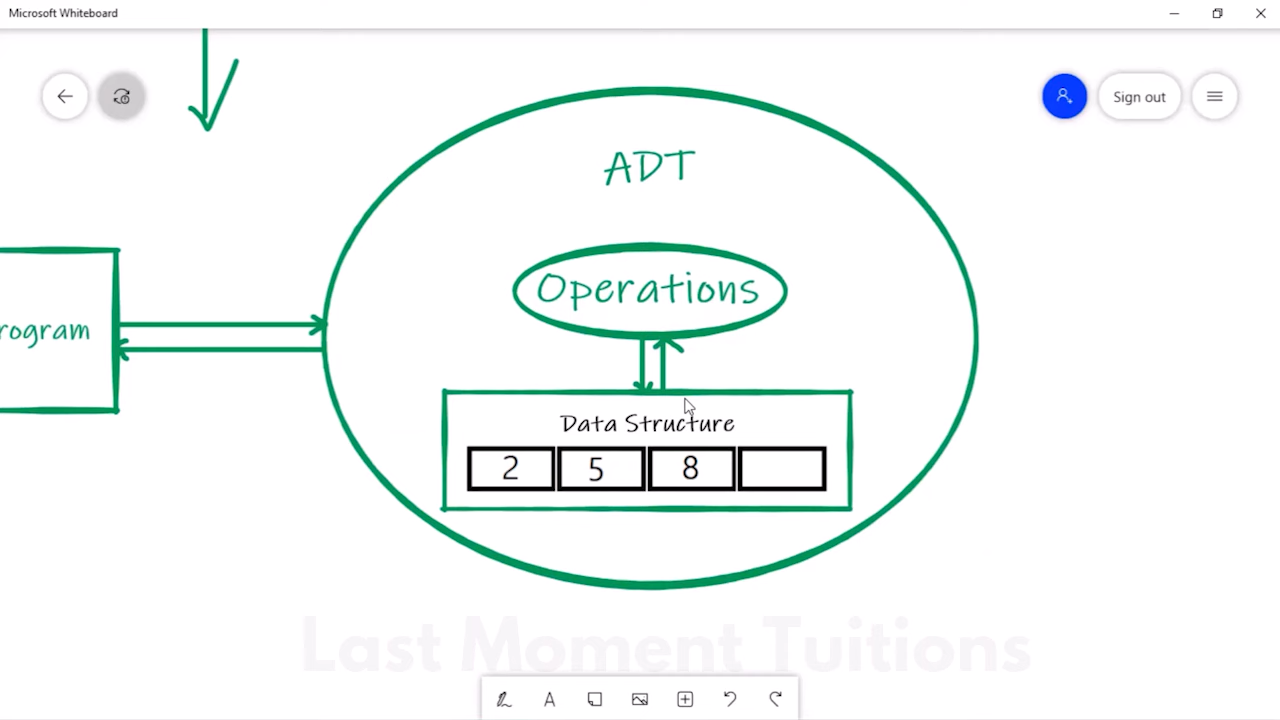 Microsoft Whiteboard
Sign out
ADT
Operations
rogram
Data Structure
2 5 8
Last Moment Tuitions
A